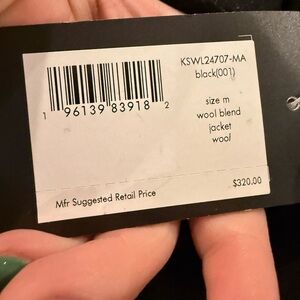 KSWL24707-MA
black(001)
1 96139 83918 2
size m
wool blend
jacket
wool
Mfr Suggested Retail Price
$320.00